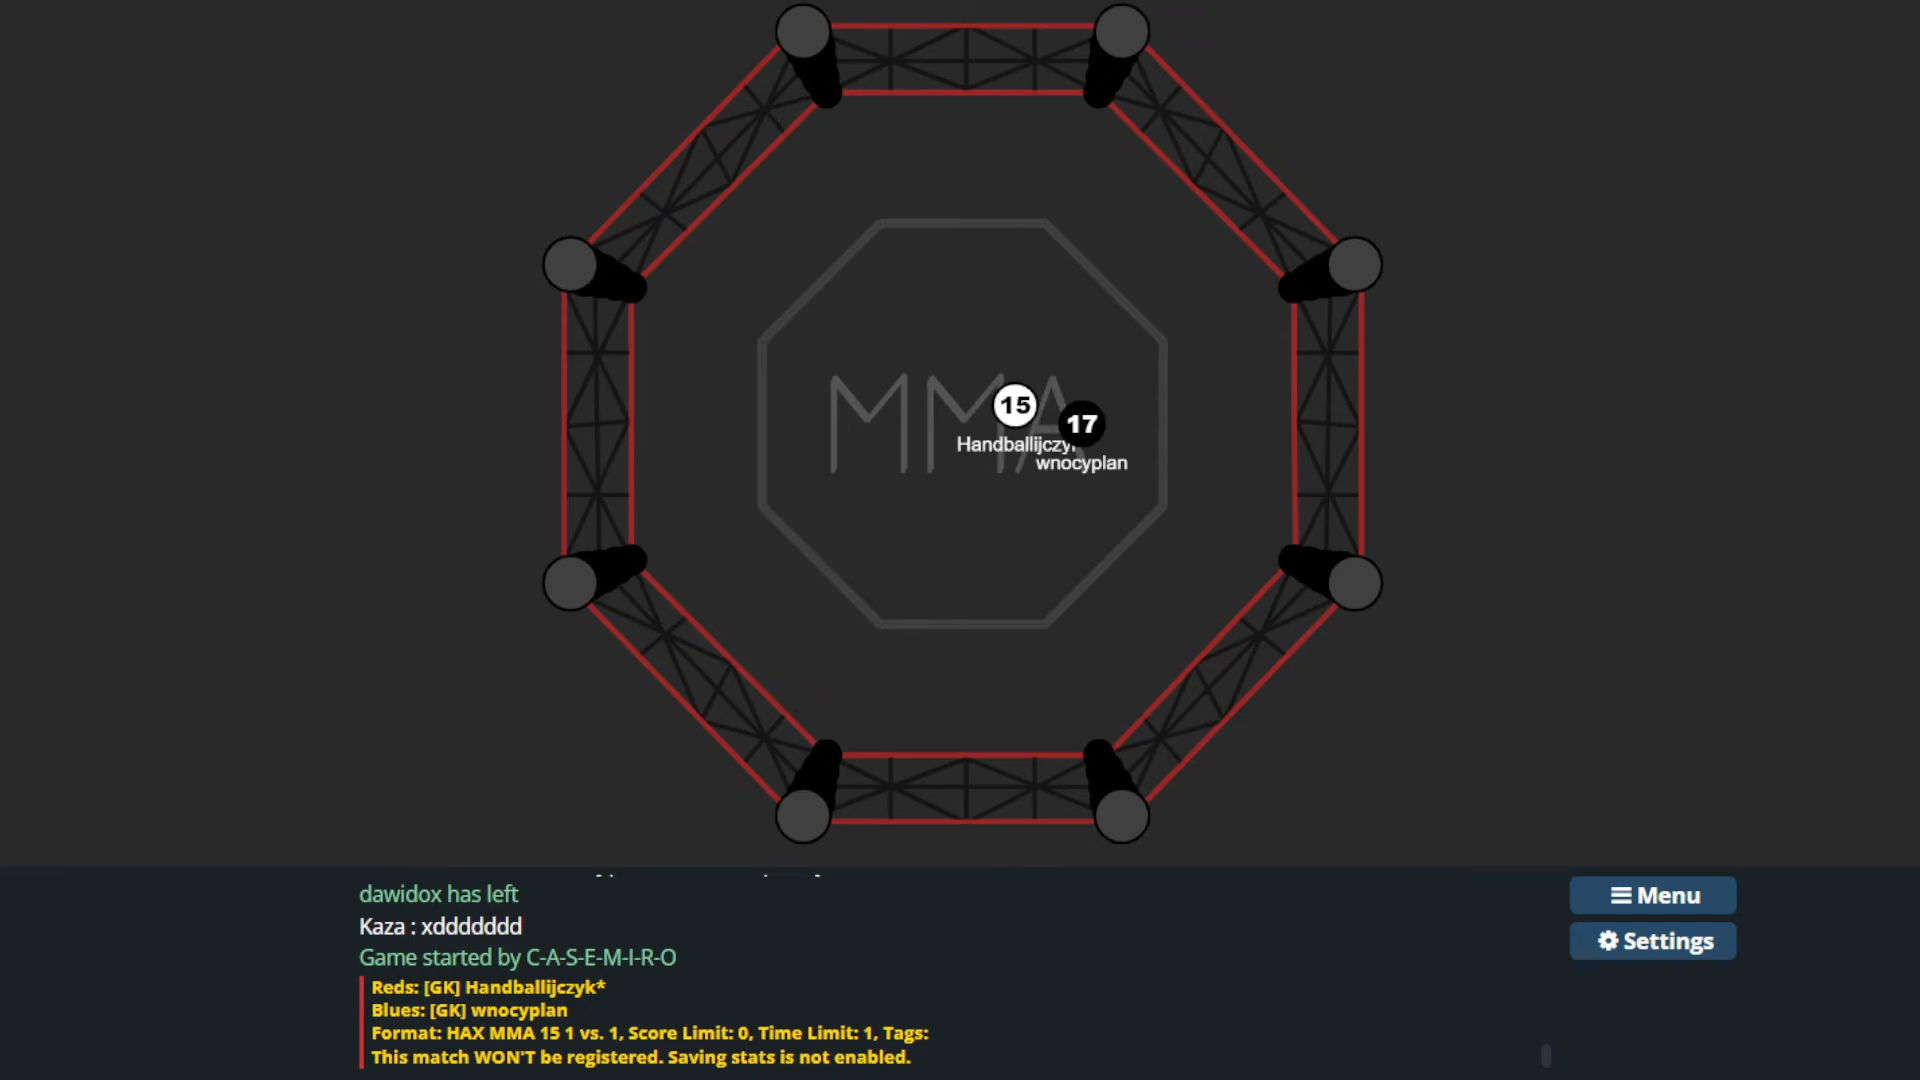 MMA
15
17
Handballijczy
wnocyplan
dawidox has left
Kaza : xddddddd
Game started by C-A-S-E-M-I-R-O
Reds: [GK] Handballijczyk*
Blues: [GK] wnocyplan
Format: HAX MMA 15 1 vs. 1, Score Limit: 0, Time Limit: 1, Tags:
This match WON'T be registered. Saving stats is not enabled.
Menu
Settings